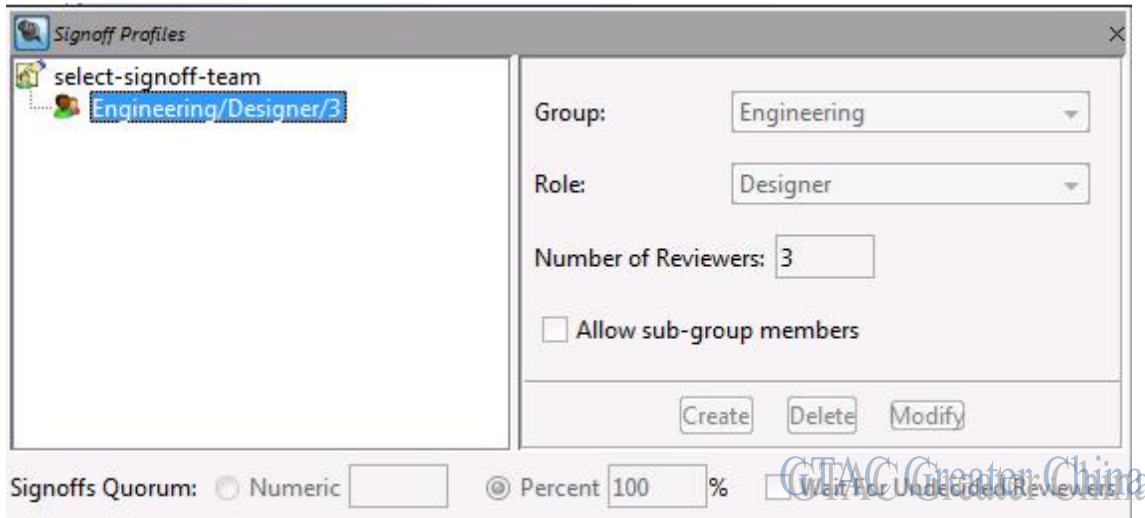 Signoff Profiles
select-signoff-team
Engineering/Designer/3
Group: Engineering
Role: Designer
Number of Reviewers: 3
Allow sub-group members
Create Delete Modify
Signoffs Quorum: Numeric Percent 100 % Wait For Undecided Reviewers
GTAC Greater China